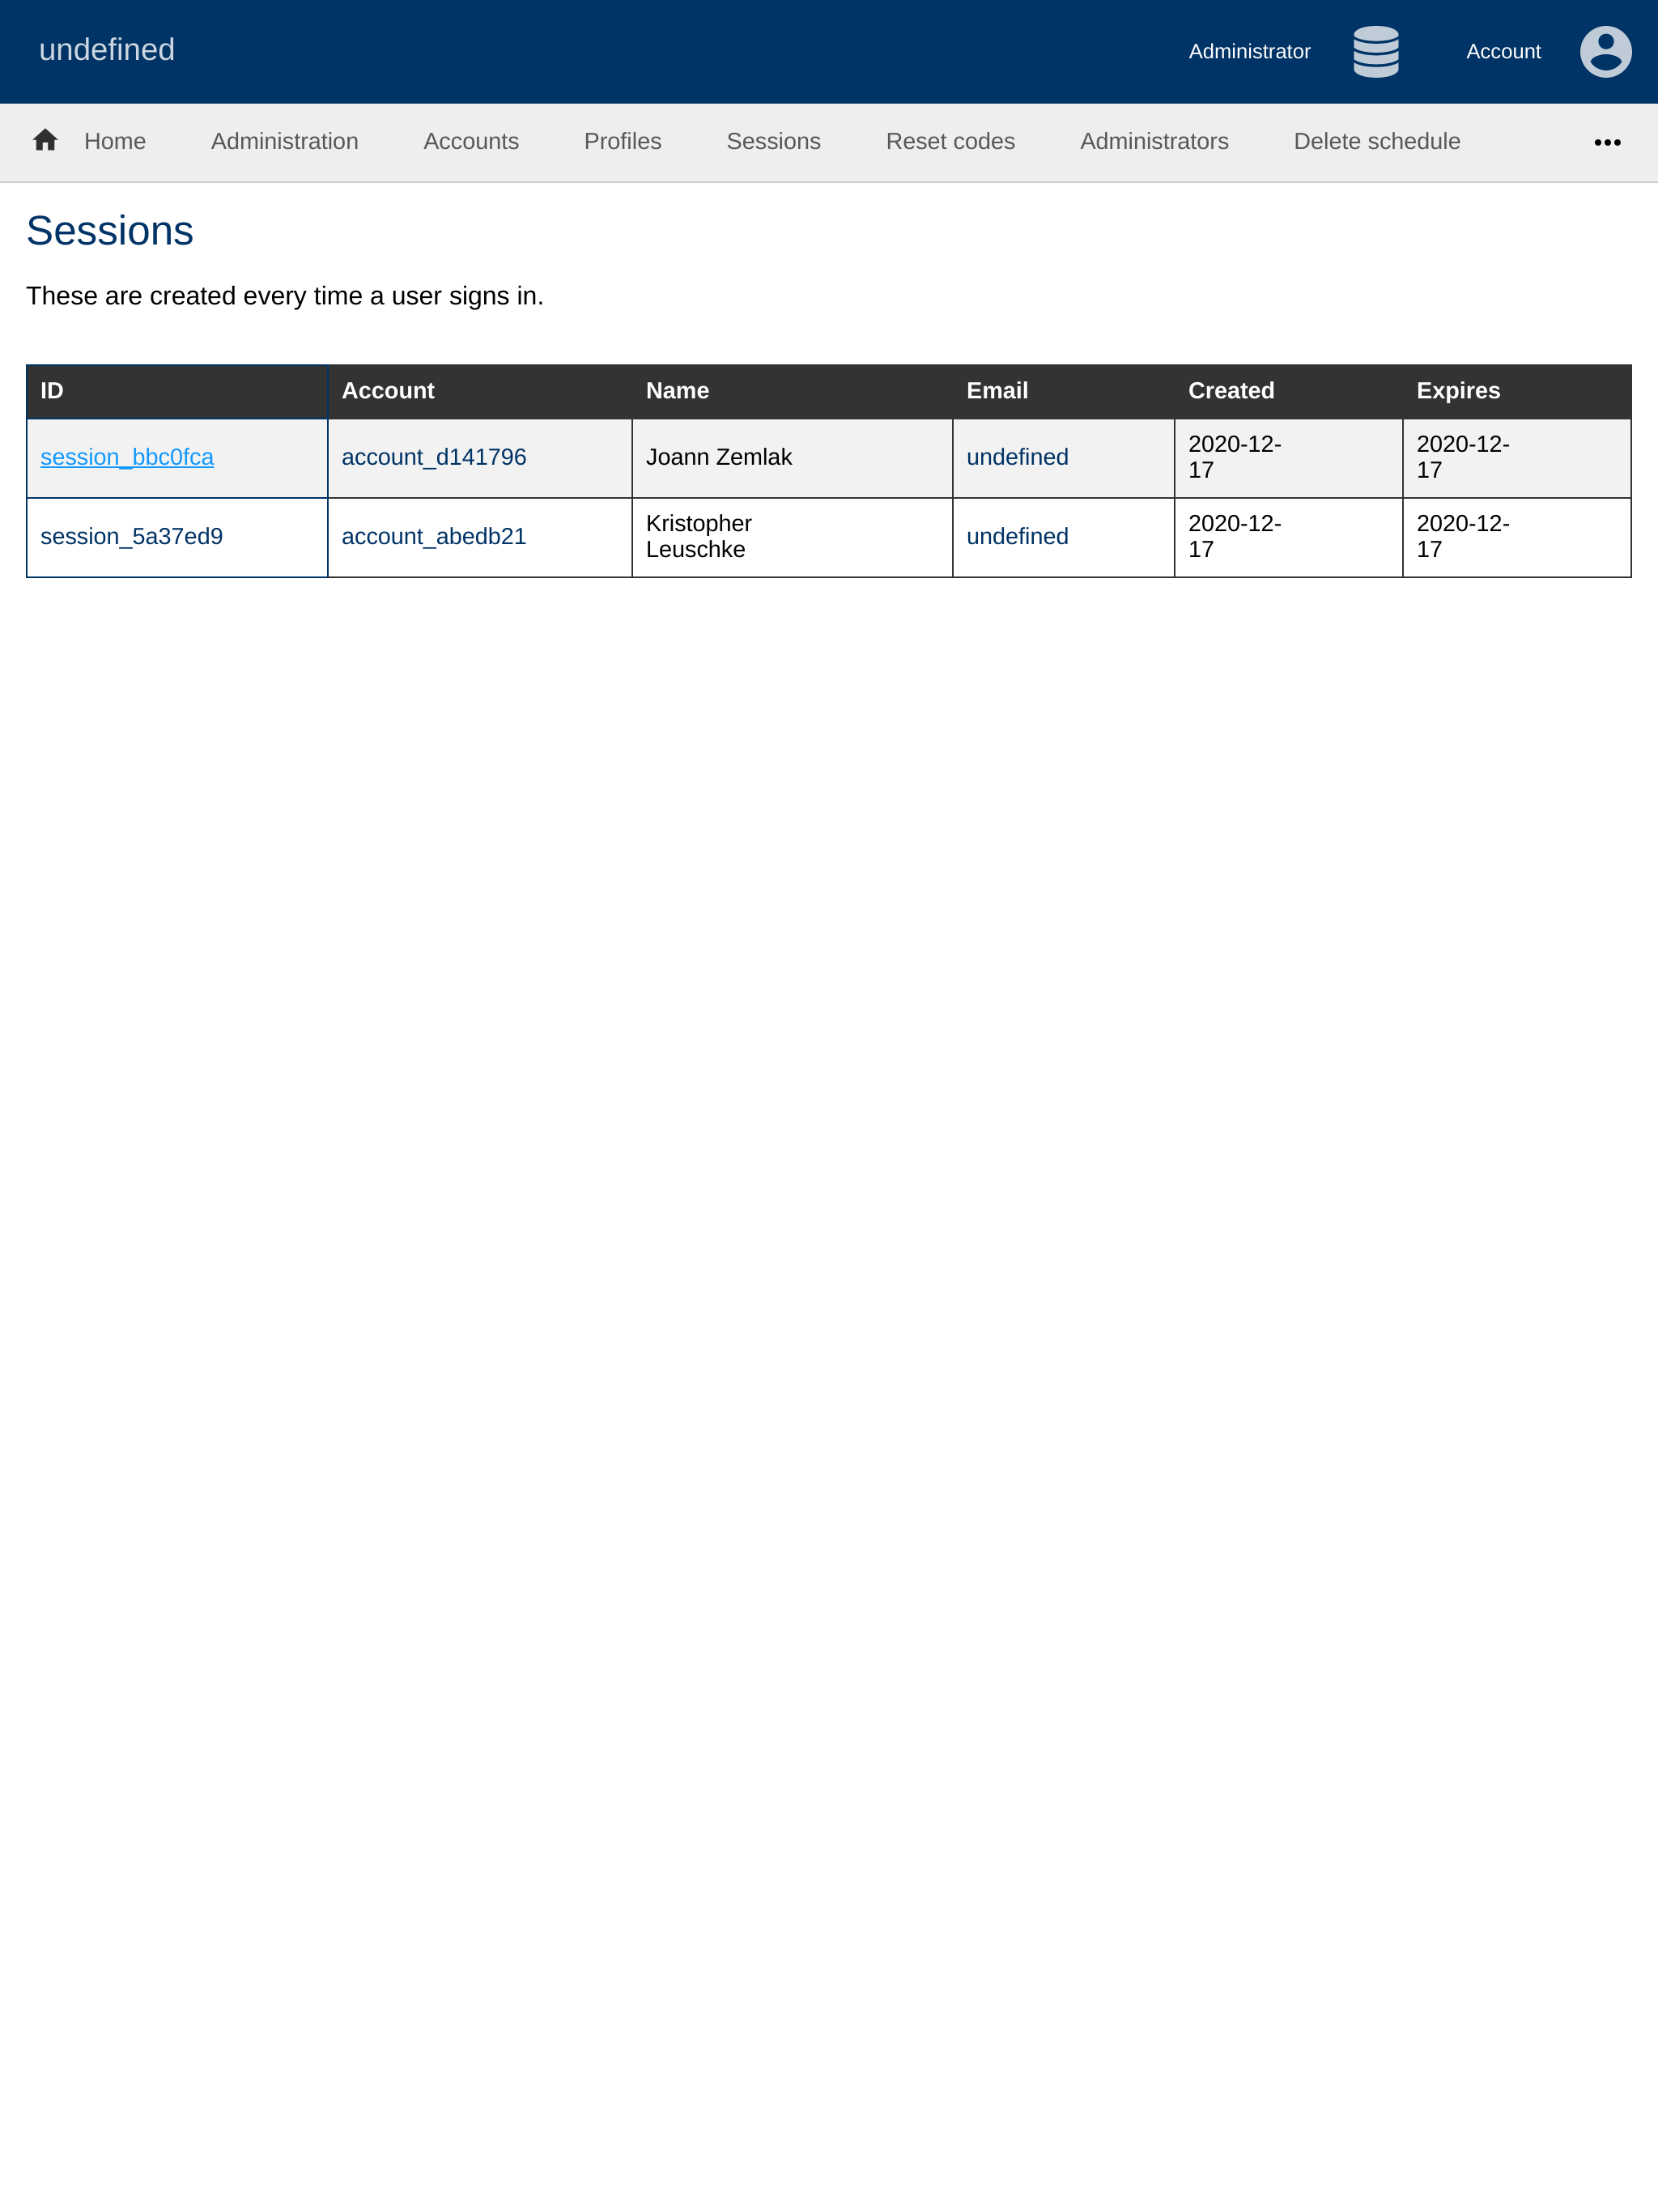 undefined Administrator Account
Home Administration Accounts Profiles Sessions Reset codes Administrators Delete schedule
Sessions
These are created every time a user signs in.
ID Account Name Email Created Expires
session_bbc0fca account_d141796 Joann Zemlak undefined 2020-12-17 2020-12-17
session_5a37ed9 account_abedb21 Kristopher Leuschke undefined 2020-12-17 2020-12-17